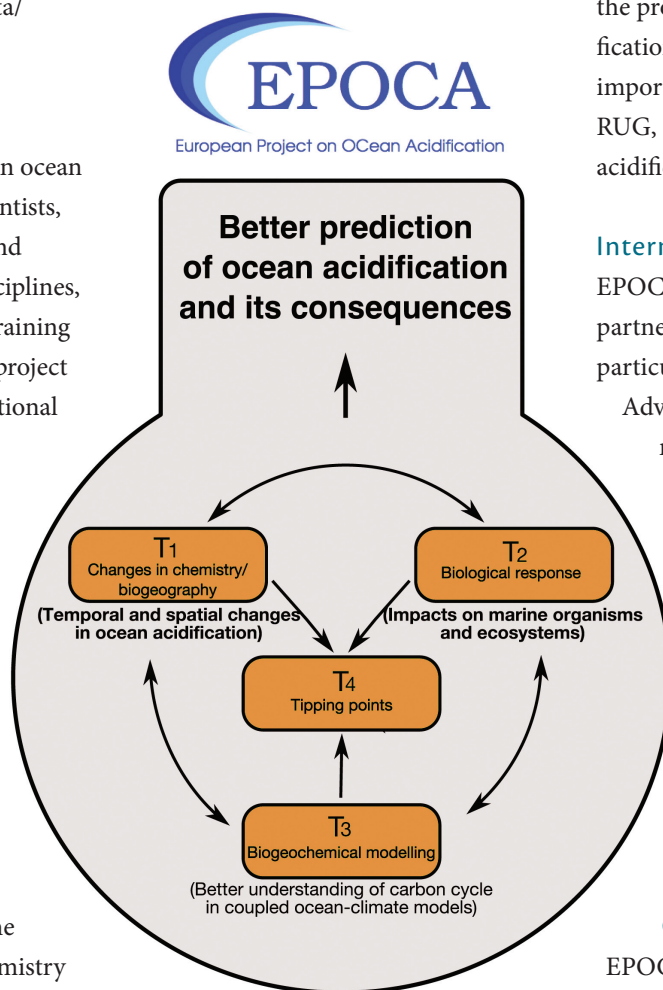 ta/
n ocean
ntists,
nd
ciplines,
raining
project
tional
ne
mistry
EPOCA
European Project on OCean Acidification
Better prediction
of ocean acidification
and its consequences
T1
Changes in chemistry/
biogeography
(Temporal and spatial changes
in ocean acidification)
T2
Biological response
(Impacts on marine organisms
and ecosystems)
T4
Tipping points
T3
Biogeochemical modelling
(Better understanding of carbon cycle
in coupled ocean-climate models)
the pro
fication
impor
RUG,
acidifi
Intern
EPOC
partne
particu
Adv
EPOC